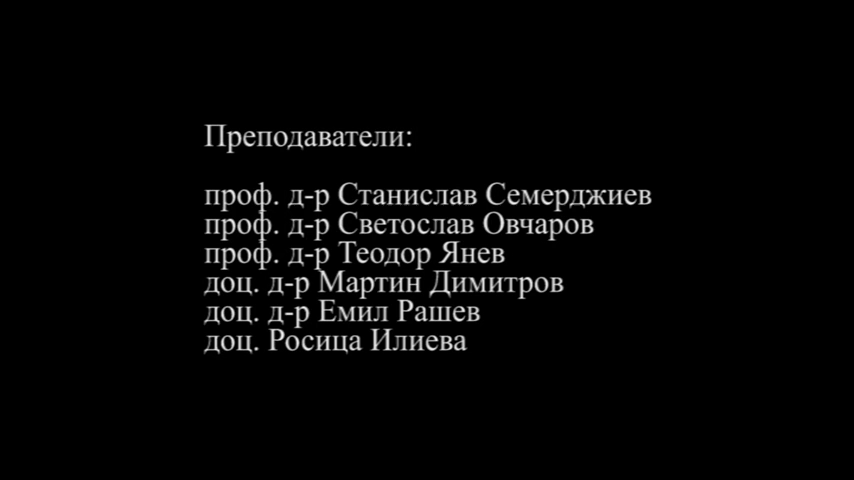 Преподаватели:
проф. д-р Станислав Семерджиев
проф. д-р Светослав Овчаров
проф. д-р Теодор Янев
доц. д-р Мартин Димитров
доц. д-р Емил Рашев
доц. Росица Илиева